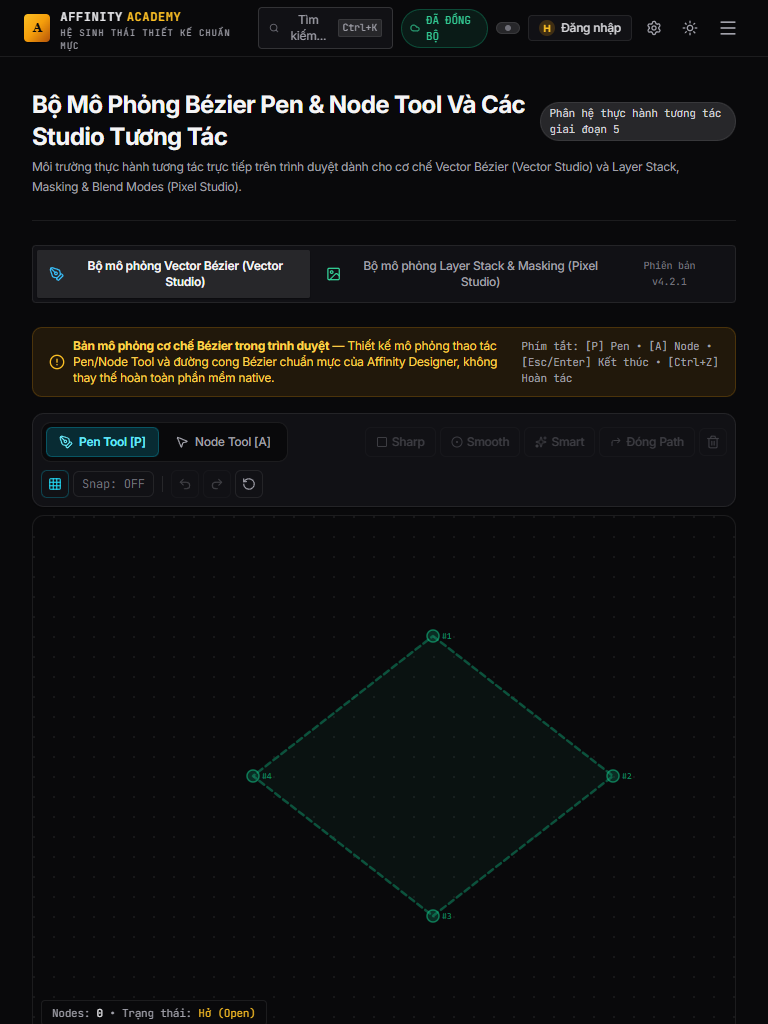 A
AFFINITY ACADEMY
HỆ SINH THÁI THIẾT KẾ CHUẨN
MỰC
Tìm
kiếm...
Ctrl+K
ĐÃ ĐỒNG
BỘ
H Đăng nhập
Bộ Mô Phỏng Bézier Pen & Node Tool Và Các
Studio Tương Tác
Phân hệ thực hành tương tác
giai đoạn 5
Môi trường thực hành tương tác trực tiếp trên trình duyệt dành cho cơ chế Vector Bézier (Vector Studio) và Layer Stack,
Masking & Blend Modes (Pixel Studio).
Bộ mô phỏng Vector Bézier (Vector
Studio)
Bộ mô phỏng Layer Stack & Masking (Pixel
Studio)
Phiên bản
v4.2.1
Bản mô phỏng cơ chế Bézier trong trình duyệt — Thiết kế mô phỏng thao tác
Pen/Node Tool và đường cong Bézier chuẩn mực của Affinity Designer, không
thay thế hoàn toàn phần mềm native.
Phím tắt: [P] Pen • [A] Node •
[Esc/Enter] Kết thúc • [Ctrl+Z]
Hoàn tác
Pen Tool [P]
Node Tool [A]
Sharp
Smooth
Smart
Đóng Path
Snap: OFF
#1
#4
#2
#3
Nodes: 0 • Trạng thái: Hở (Open)